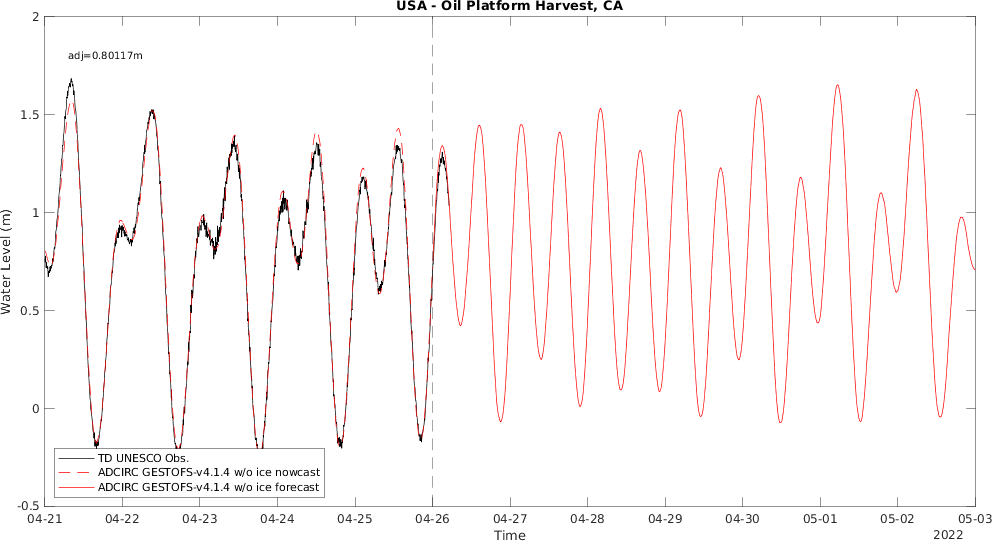 USA - Oil Platform Harvest, CA
2
adj=0.80117m
1.5
1
Water Level (m)
0.5
0
TD UNESCO Obs.
ADCIRC GESTOFS-v4.1.4 w/o ice nowcast
ADCIRC GESTOFS-v4.1.4 w/o ice forecast
-0.5
04-21 04-22 04-23 04-24 04-25 04-26 04-27 04-28 04-29 04-30 05-01 05-02 05-03
Time
2022